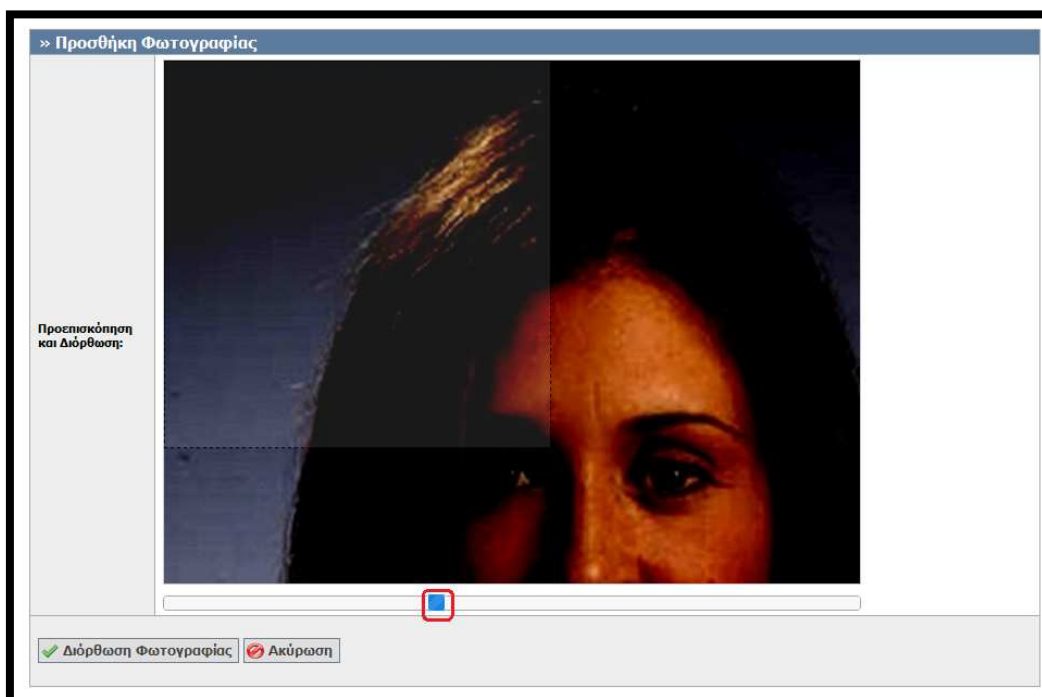 » Προσθήκη Φωτογραφίας
Προεπισκόπηση
και Διόρθωση:
Διόρθωση Φωτογραφίας
Ακύρωση